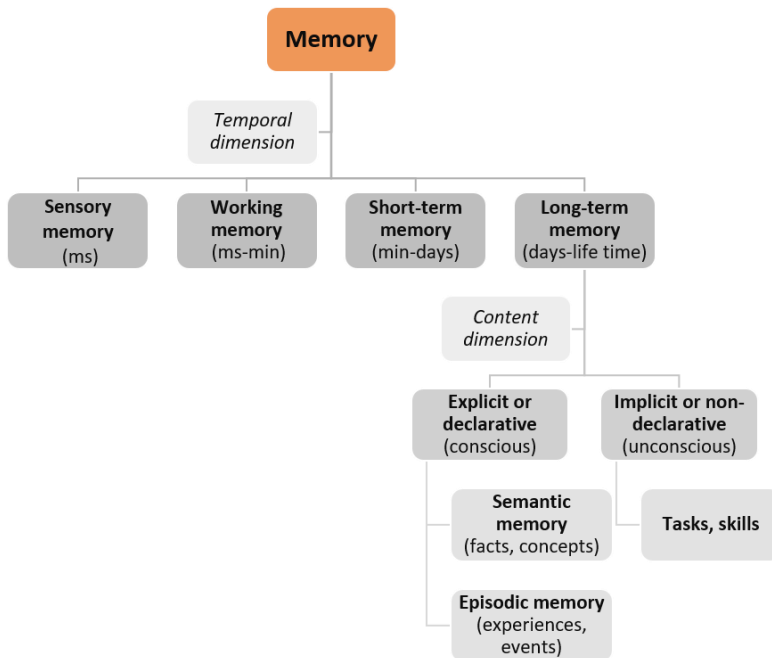 Memory
Temporal
dimension
Sensory
memory
(ms)
Working
memory
(ms-min)
Short-term
memory
(min-days)
Long-term
memory
(days-life time)
Content
dimension
Explicit or
declarative
(conscious)
Implicit or non-
declarative
(unconscious)
Semantic
memory
(facts, concepts)
Tasks, skills
Episodic memory
(experiences,
events)